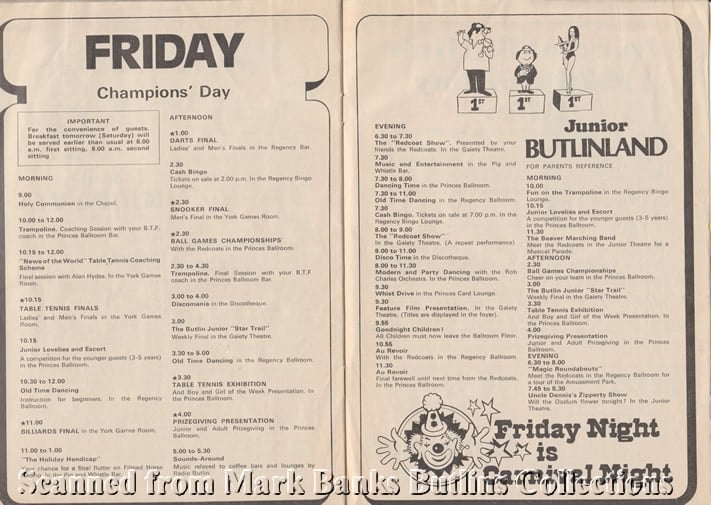 FRIDAY
Champions' Day
IMPORTANT
For the convenience of guests.
Breakfast tomorrow (Saturday) will
be served earlier than usual at 8.00
a.m. first sitting, 9.00 a.m. second
sitting
MORNING
9.00
Holy Communion in the Chapel.
10.00 to 12.00
Trampoline. Coaching Session with your B.T.F.
coach in the Princes Ballroom Bar.
10.15 to 12.00
"News of the World" Table Tennis Coaching
Scheme
Final session with Alan Hydes. In the York Games
Room.
★10.15
TABLE TENNIS FINALS
Ladies' and Men's Finals in the York Games
Room.
10.15
Junior Lovelies and Escort
A competition for the younger guests (3-5 years)
in the Princes Ballroom.
10.30 to 12.00
Old Time Dancing
Instruction for beginners. In the Regency
Ballroom.
★11.00
BILLIARDS FINAL in the York Games Room.
11.00 to 1.00
"The Holiday Handicap"
Your chance for a final flutter on Filmed Horse
Racing. In the Pig and Whistle Bar.
AFTERNOON
★1.00
DARTS FINAL
Ladies' and Men's Finals in the Regency Bar.
2.30
Cash Bingo
Tickets on sale at 2.00 p.m. In the Regency Bingo
Lounge.
★2.30
SNOOKER FINAL
Men's Final in the York Games Room.
★2.30
BALL GAMES CHAMPIONSHIPS
With the Redcoats in the Princes Ballroom.
2.30 to 4.30
Trampoline. Final Session with your B.T.F.
coach in the Princes Ballroom Bar.
3.00 to 4.00
Discomania in the Discotheque.
3.00
The Butlin Junior "Star Trail"
Weekly Final in the Gaiety Theatre.
3.30 to 5.00
Old Time Dancing in the Regency Ballroom.
★3.30
TABLE TENNIS EXHIBITION
And Boy and Girl of the Week Presentation. In
the Princes Ballroom.
★4.00
PRIZEGIVING PRESENTATION
Junior and Adult Prizegiving in the Princes
Ballroom.
5.00 to 5.30
Sounds-Around
Music relayed to coffee bars and lounges by
Radio Butlin.
1ST
1ST
1ST
EVENING
6.30 to 7.30
The "Redcoat Show". Presented by your
friends the Redcoats. In the Gaiety Theatre.
7.30
Music and Entertainment in the Pig and
Whistle Bar.
7.30 to 8.00
Dancing Time in the Princes Ballroom.
7.30 to 11.00
Old Time Dancing in the Regency Ballroom.
7.30
Cash Bingo. Tickets on sale at 7.00 p.m. In the
Regency Bingo Lounge.
8.00 to 9.00
The "Redcoat Show"
In the Gaiety Theatre. (A repeat performance)
8.00 to 11.00
Disco Time in the Discotheque.
8.00 to 11.30
Modern and Party Dancing with the Rob
Charles Orchestra. In the Princes Ballroom.
9.30
Whist Drive in the Princes Card Lounge.
9.30
Feature Film Presentation. In the Gaiety
Theatre. (Titles are displayed in the foyer).
9.55
Goodnight Children!
All Children must now leave the Ballroom Floor.
10.55
Au Revoir
With the Redcoats in the Regency Ballroom.
11.30
Au Revoir
Final farewell until next time from the Redcoats.
In the Princes Ballroom.
Junior
BUTLINLAND
FOR PARENTS REFERENCE
MORNING
10.00
Fun on the Trampoline in the Regency Bingo
Lounge.
10.15
Junior Lovelies and Escort
A competition for the younger guests (3-5 years)
in the Princes Ballroom.
11.30
The Beaver Marching Band
Meet the Redcoats in the Junior Theatre for a
Musical Parade.
AFTERNOON
2.30
Ball Games Championships
Cheer on your team in the Princes Ballroom.
3.00
The Butlin Junior "Star Trail"
Weekly Final in the Gaiety Theatre.
3.30
Table Tennis Exhibition
And Boy and Girl of the Week Presentation. In
the Princes Ballroom.
4.00
Prizegiving Presentation
Junior and Adult Prizegiving in the Princes
Ballroom.
EVENING
6.30 to 8.00
"Magic Roundabouts"
Meet the Redcoats in the Regency Ballroom for
a tour of the Amusement Park.
7.45 to 8.30
Uncle Dennis's Zipperty Show
Will the Oozlum flower tonight? In the Junior
Theatre.
Friday Night
is
Carnival Night
Scanned from Mark Banks Butlins Collections